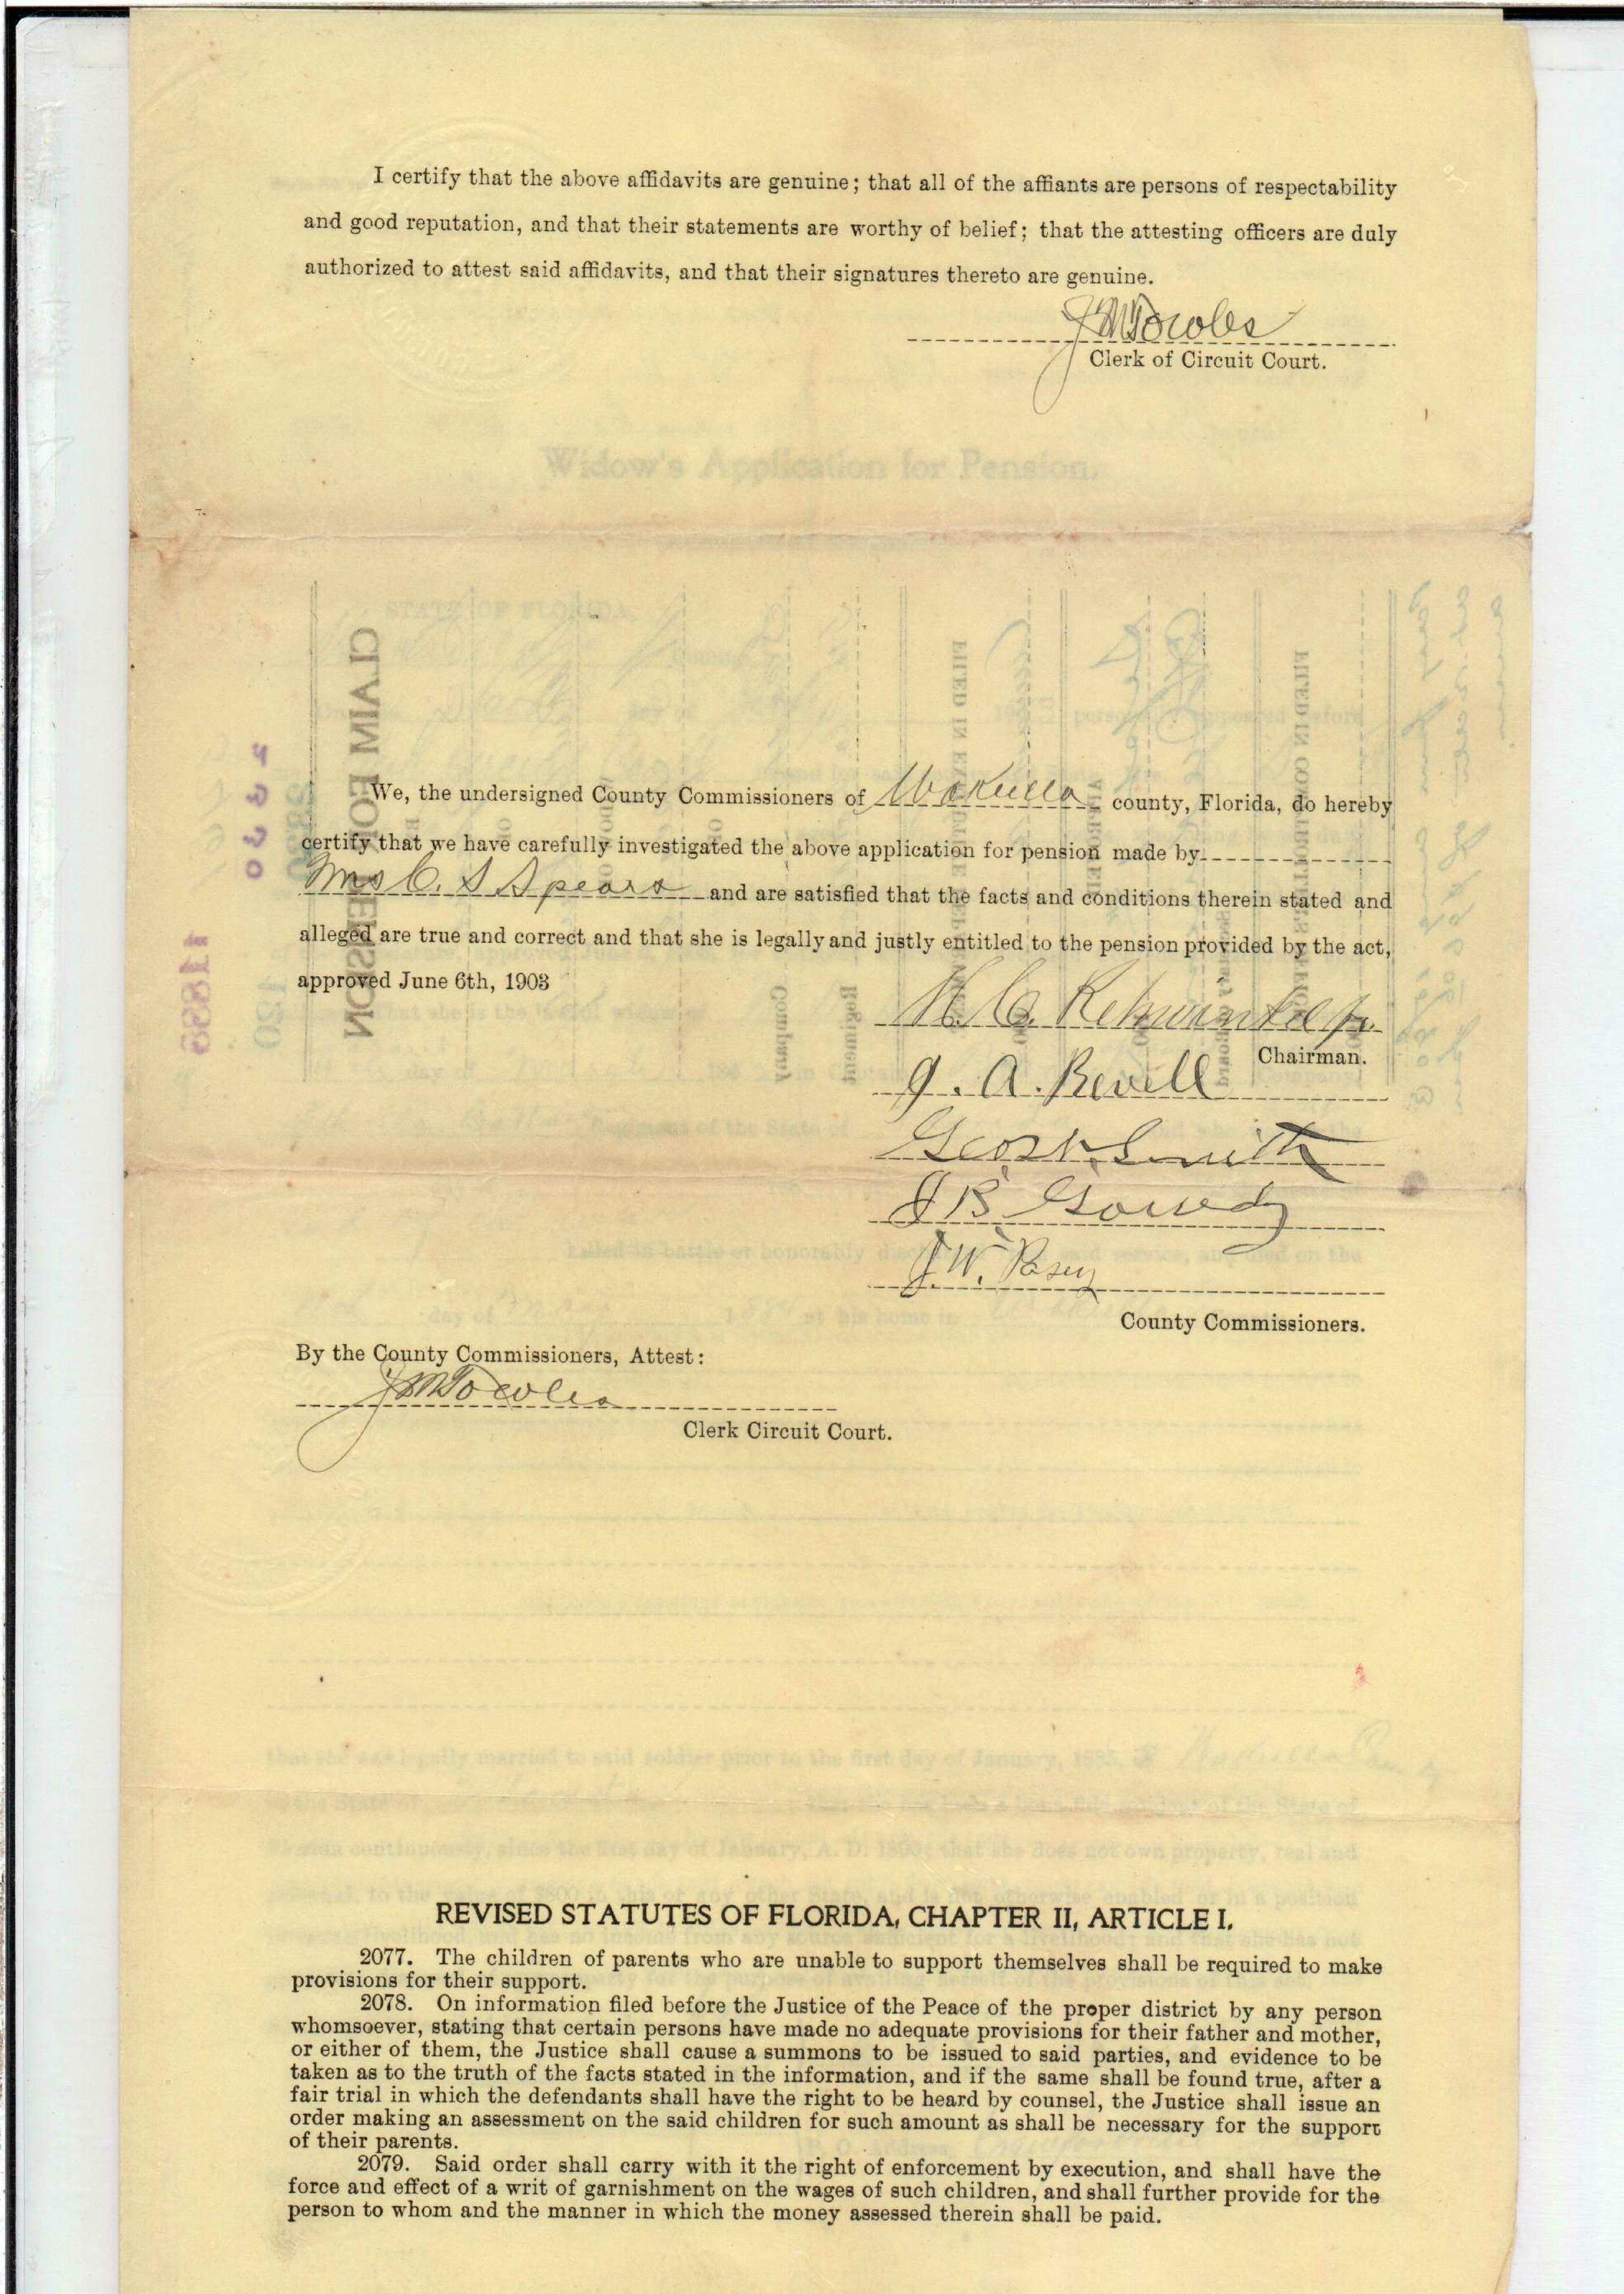 I certify that the above affidavits are genuine; that all of the affiants are persons of respectability
and good reputation, and that their statements are worthy of belief; that the attesting officers are duly
authorized to attest said affidavits, and that their signatures thereto are genuine.
J M Towles
Clerk of Circuit Court.
Widow's Application for Pension.
STATE OF FLORIDA,
CLAIM FOR PENSION
We, the undersigned County Commissioners of Wakulla county, Florida, do hereby
certify that we have carefully investigated the above application for pension made by
Mrs C. S Spears and are satisfied that the facts and conditions therein stated and
alleged are true and correct and that she is legally and justly entitled to the pension provided by the act,
approved June 6th, 1903
Chairman.
J. A. Revell
Geo Smith
J B Gowdy
J. W. Posey
County Commissioners.
By the County Commissioners, Attest:
J M Towles
Clerk Circuit Court.
REVISED STATUTES OF FLORIDA, CHAPTER II, ARTICLE I.
2077. The children of parents who are unable to support themselves shall be required to make
provisions for their support.
2078. On information filed before the Justice of the Peace of the proper district by any person
whomsoever, stating that certain persons have made no adequate provisions for their father and mother,
or either of them, the Justice shall cause a summons to be issued to said parties, and evidence to be
taken as to the truth of the facts stated in the information, and if the same shall be found true, after a
fair trial in which the defendants shall have the right to be heard by counsel, the Justice shall issue an
order making an assessment on the said children for such amount as shall be necessary for the support
of their parents.
2079. Said order shall carry with it the right of enforcement by execution, and shall have the
force and effect of a writ of garnishment on the wages of such children, and shall further provide for the
person to whom and the manner in which the money assessed therein shall be paid.